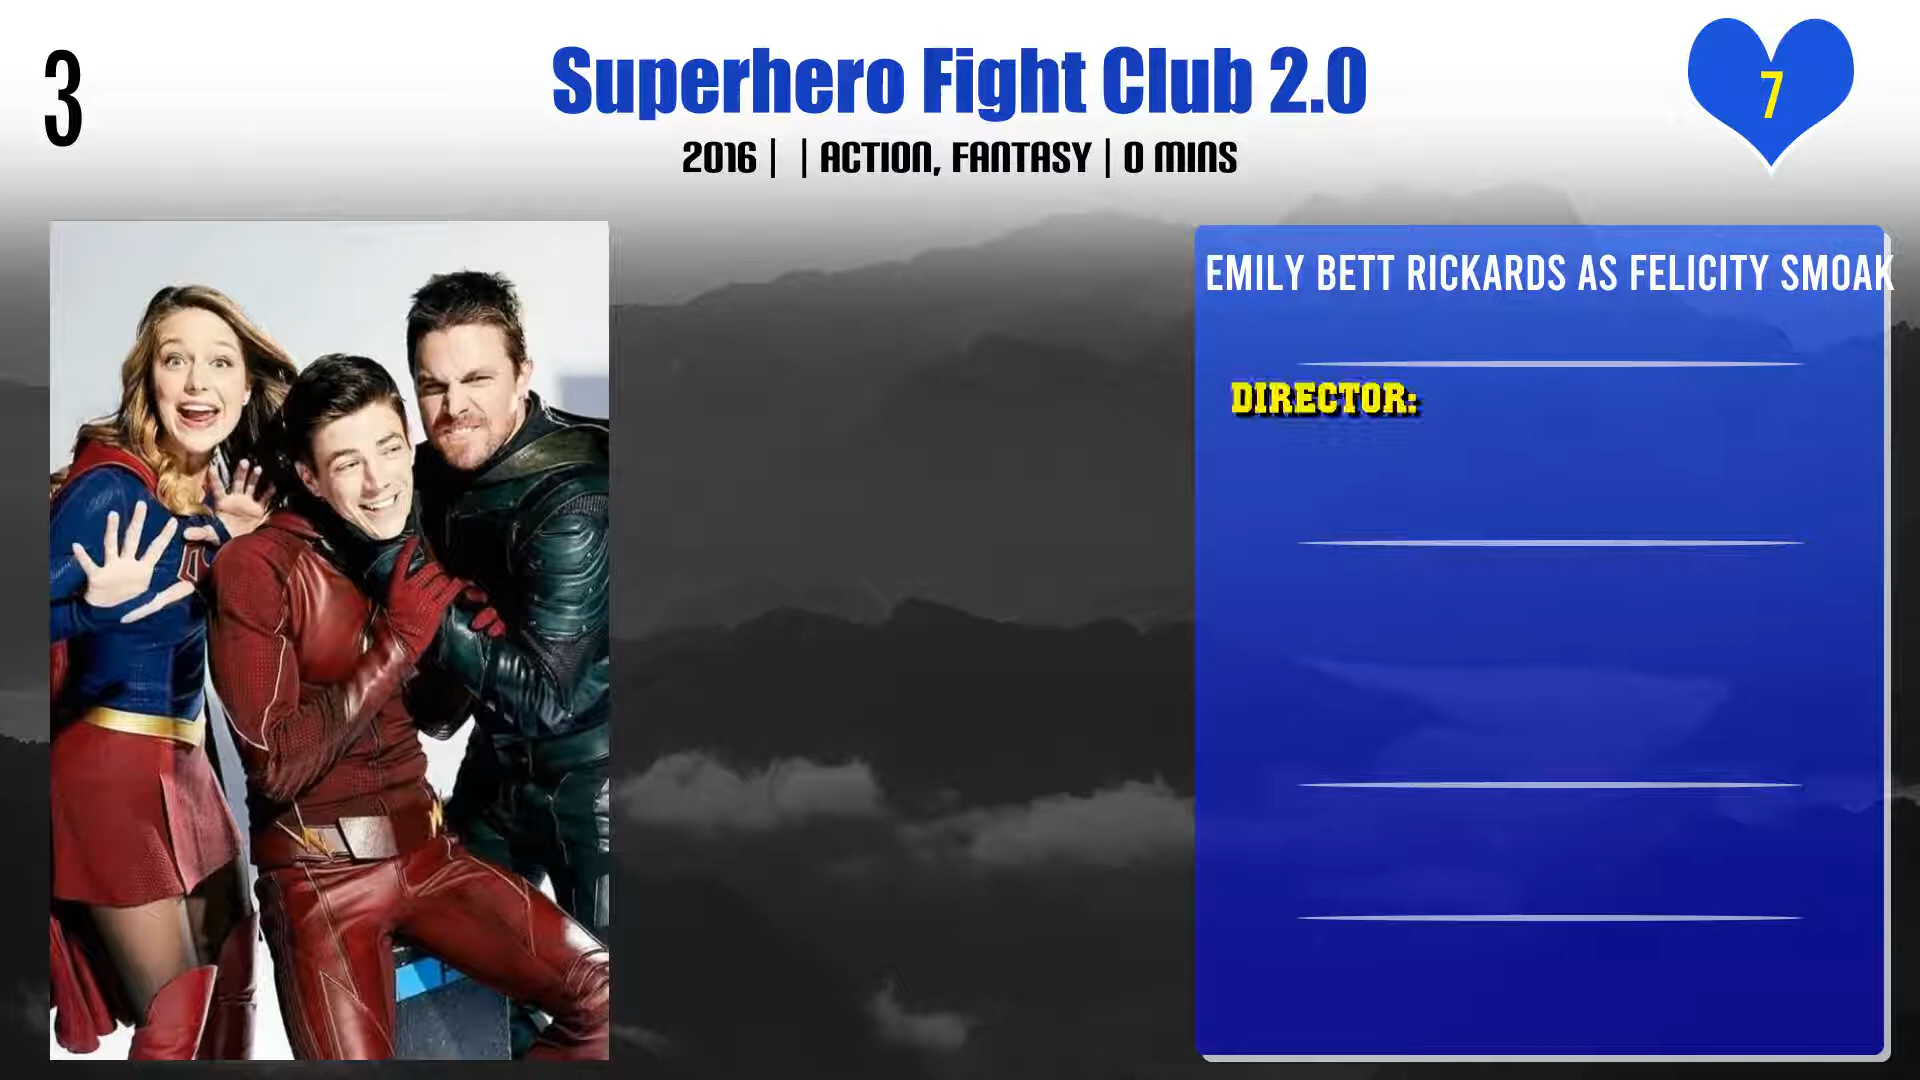 3
Superhero Fight Club 2.0
7
2016 | | ACTION, FANTASY | 0 MINS
EMILY BETT RICKARDS AS FELICITY SMOAK
DIRECTOR: